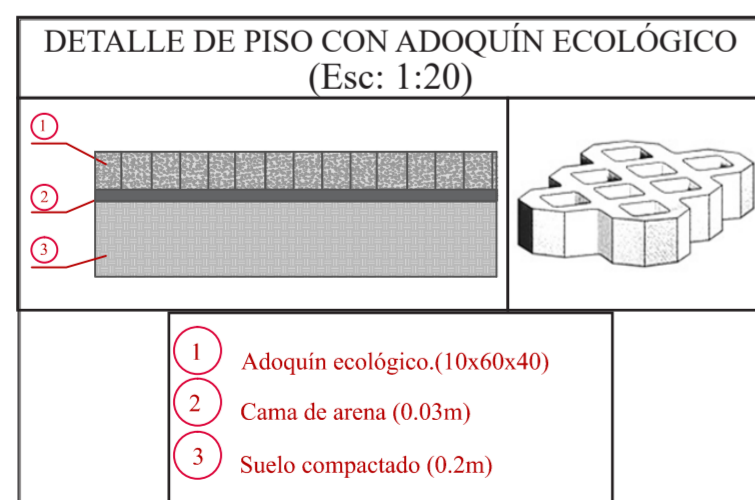 DETALLE DE PISO CON ADOQUÍN ECOLÓGICO
(Esc: 1:20)
1
2
3
1 Adoquín ecológico.(10x60x40)
2 Cama de arena (0.03m)
3 Suelo compactado (0.2m)